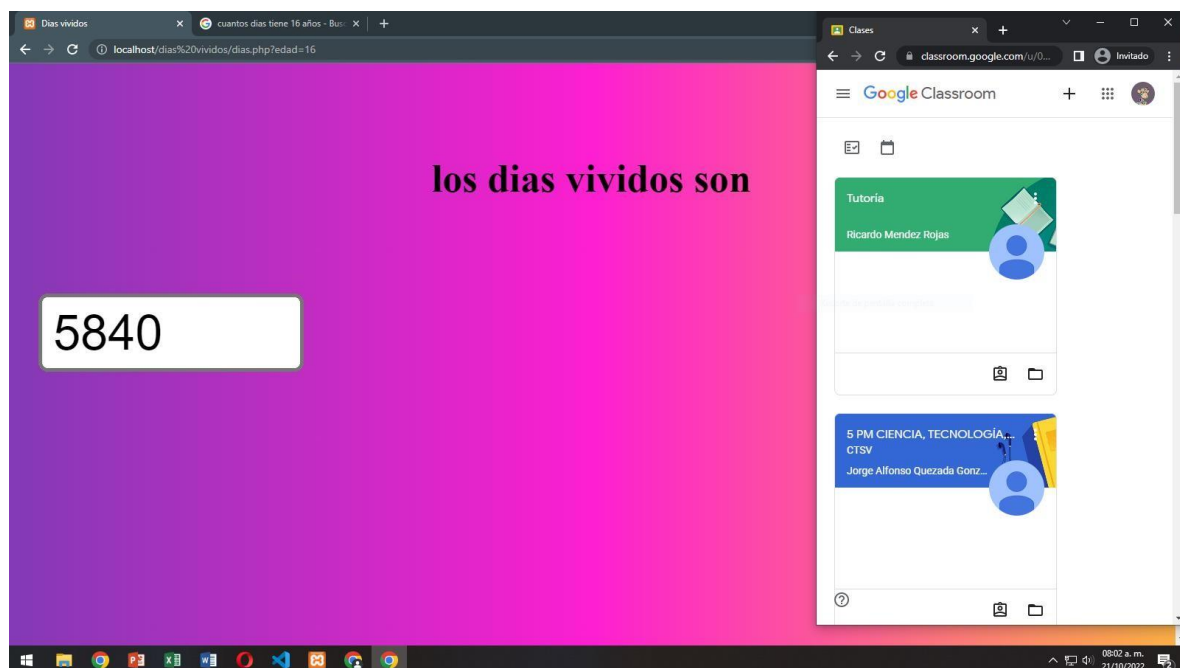 Dias vividos
cuantos dias tiene 16 años - Bus
localhost/dias%20vividos/dias.php?edad=16
los dias vividos son
5840
Clases
classroom.google.com/u/0...
Invitado
Google Classroom
Tutoría
Ricardo Mendez Rojas
5 PM CIENCIA, TECNOLOGÍA,...
CTSV
Jorge Alfonso Quezada Gonz...
08:02 a. m.
21/10/2022